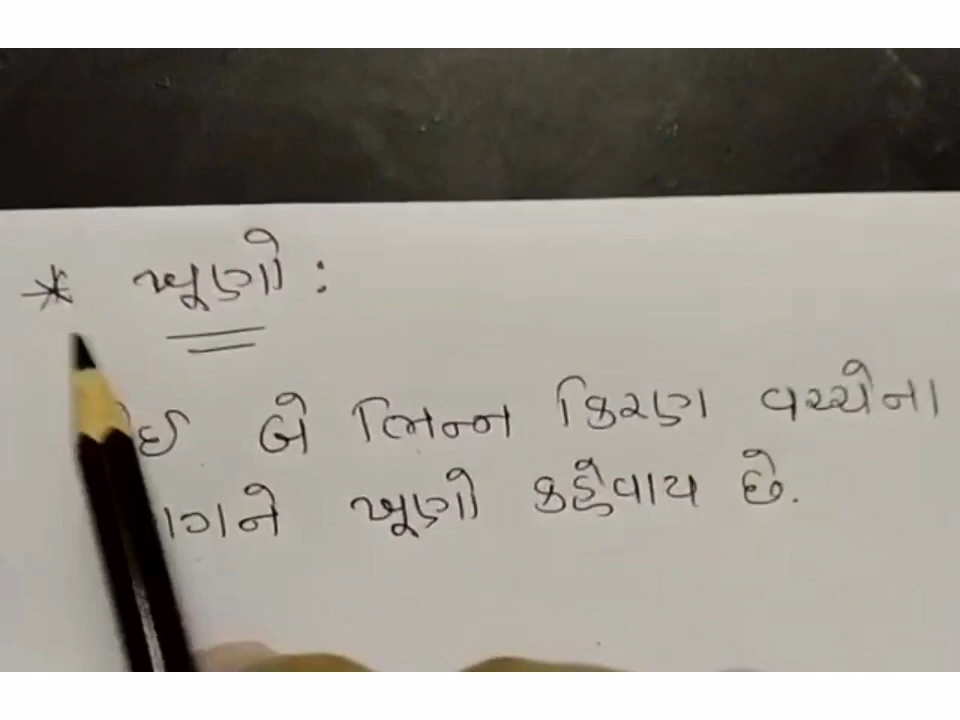 * ખૂણો :
બે ભિન્ન કિરણ વચ્ચેના
ખૂણો કહેવાય છે.